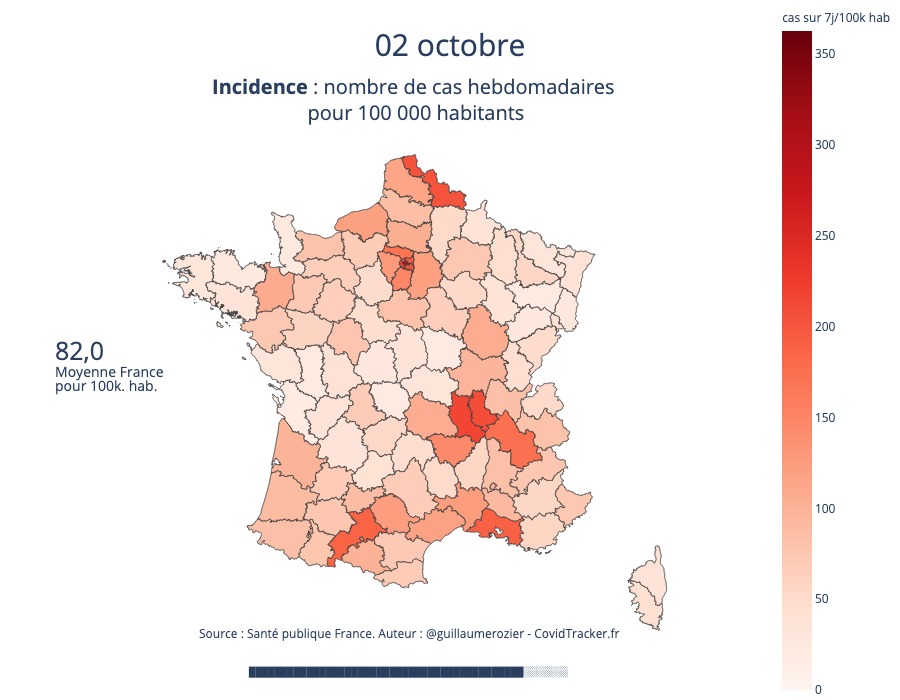 cas sur 7j/100k hab
02 octobre
Incidence : nombre de cas hebdomadaires
pour 100 000 habitants
350
300
250
200
150
100
50
0
82,0
Moyenne France
pour 100k. hab.
Source : Santé publique France. Auteur : @guillaumerozier - CovidTracker.fr